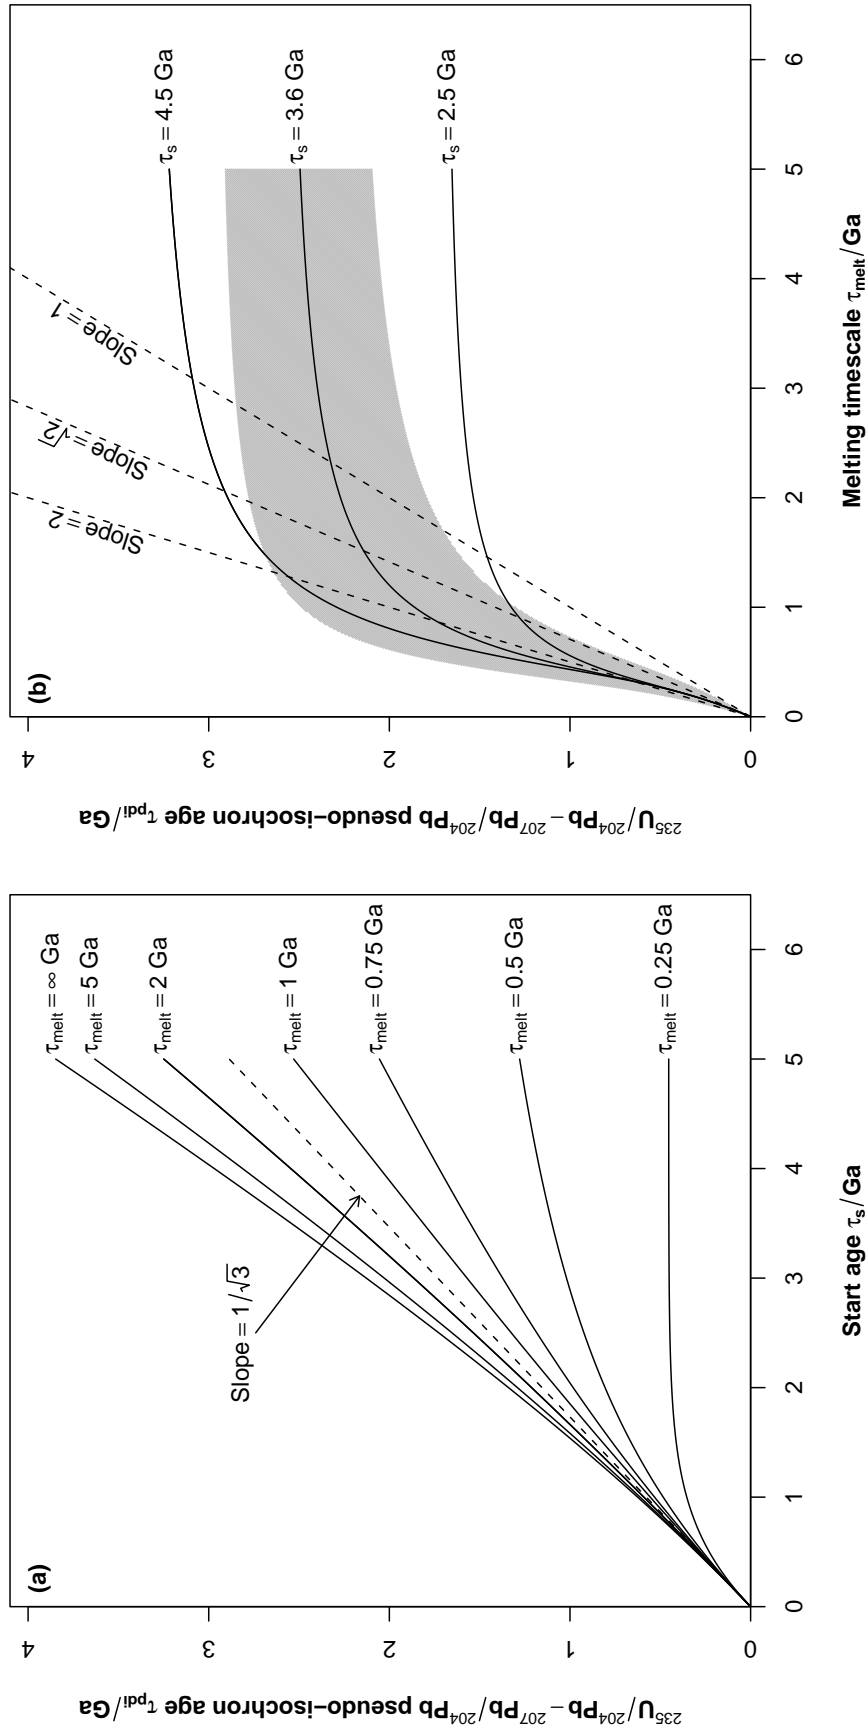 (a)
τmelt = ∞ Ga
τmelt = 5 Ga
τmelt = 2 Ga
τmelt = 1 Ga
τmelt = 0.75 Ga
τmelt = 0.5 Ga
τmelt = 0.25 Ga
Slope = 1/√3
4
3
2
1
0
0 1 2 3 4 5 6
Start age τs/Ga
235U/204Pb − 207Pb/204Pb pseudo−isochron age τpdi/Ga
(b)
Slope = 2
Slope = √2
Slope = 1
τs = 4.5 Ga
τs = 3.6 Ga
τs = 2.5 Ga
4
3
2
1
0
0 1 2 3 4 5 6
Melting timescale τmelt/Ga
235U/204Pb − 207Pb/204Pb pseudo−isochron age τpdi/Ga